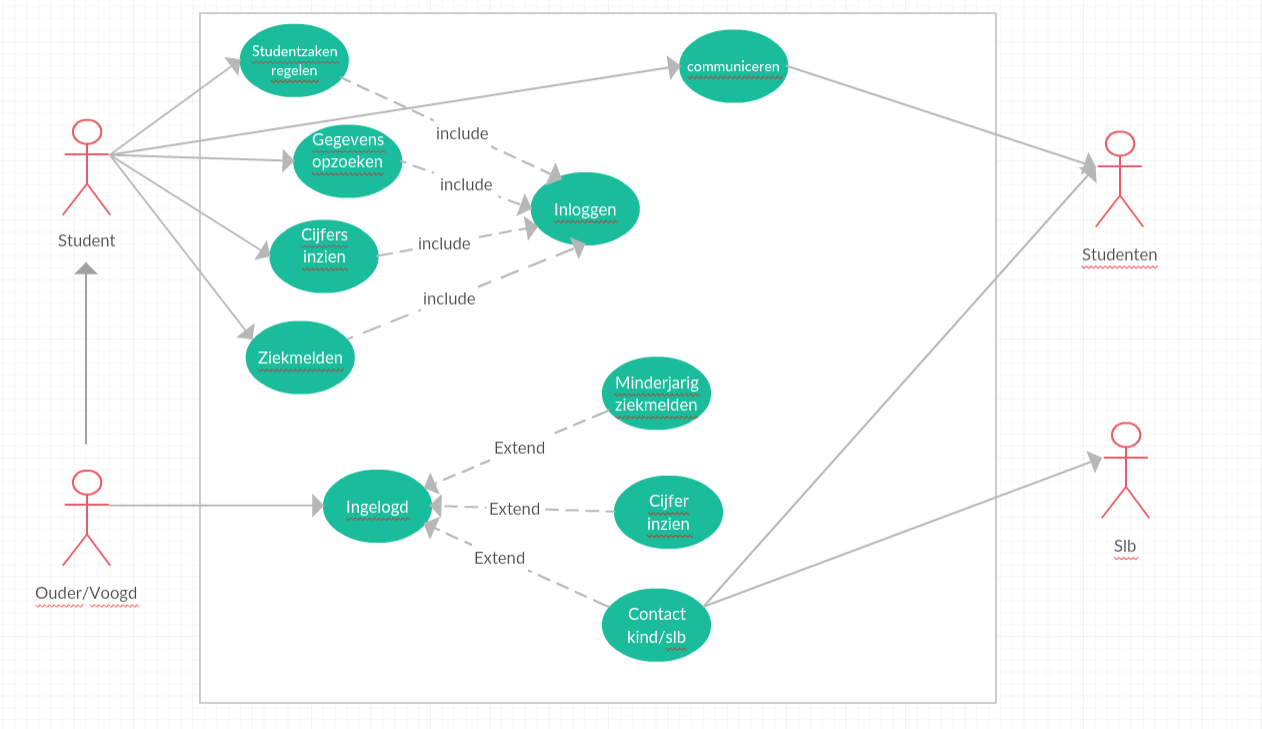 Studentzaken
regelen
communiceren
include
Gegevens
opzoeken
include
Inloggen
Student
Cijfers
inzien
include
Studenten
include
Ziekmelden
Minderjarig
ziekmelden
Extend
Ingelogd
Extend
Cijfer
inzien
Slb
Extend
Ouder/Voogd
Contact
kind/slb